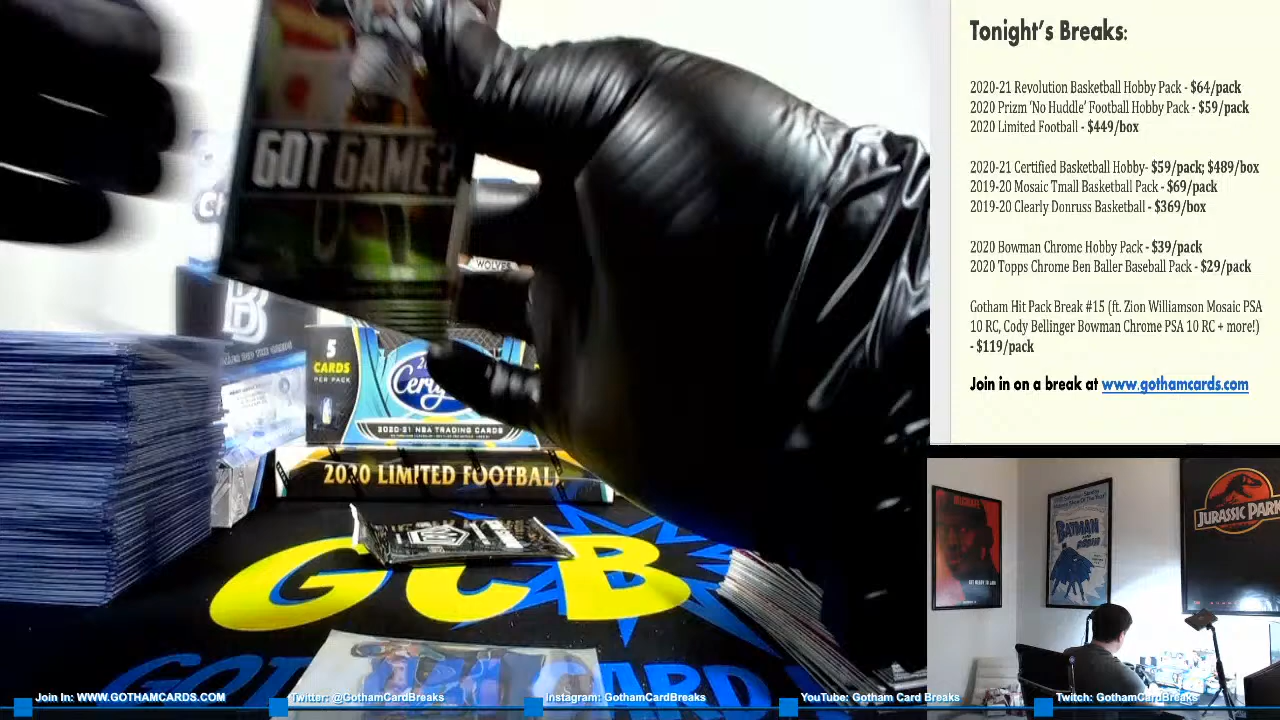 Tonight's Breaks:
2020-21 Revolution Basketball Hobby Pack - $64/pack
2020 Prizm 'No Huddle' Football Hobby Pack - $59/pack
2020 Limited Football - $449/box
2020-21 Certified Basketball Hobby- $59/pack; $489/box
2019-20 Mosaic Tmall Basketball Pack - $69/pack
2019-20 Clearly Donruss Basketball - $369/box
2020 Bowman Chrome Hobby Pack - $39/pack
2020 Topps Chrome Ben Baller Baseball Pack - $29/pack
Gotham Hit Pack Break #15 (ft. Zion Williamson Mosaic PSA
10 RC, Cody Bellinger Bowman Chrome PSA 10 RC + more!)
- $119/pack
Join in on a break at www.gothamcards.com
GOT GAME?
WOLVES
5
CARDS
PER PACK
2020-21 NBA TRADING CARDS
2020 LIMITED FOOTBAL
GCB
BATMAN
JURASSIC PARK
Join In: WWW.GOTHAMCARDS.COM
Twitter: @GothamCardBreaks
Instagram: GothamCardBreaks
YouTube: Gotham Card Breaks
Twitch: GothamCardBreaks